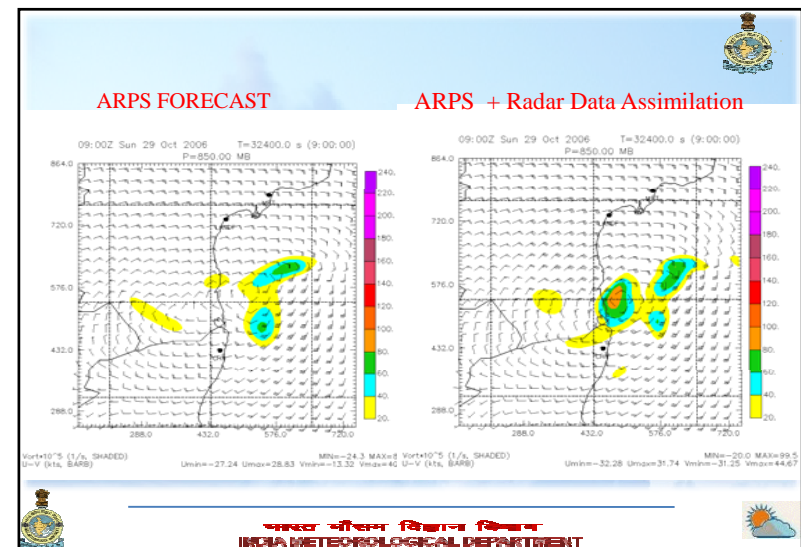 ARPS FORECAST
ARPS + Radar Data Assimilation
09:00Z Sun 29 Oct 2006 T=32400.0 s (9:00:00)
P=850.00 MB
864.0
720.0
576.0
432.0
288.0
288.0 432.0 576.0 720.0
240.
220.
200.
180.
160.
140.
120.
100.
80.
60.
40.
20.
Vort*10^5 (1/s, SHADED) MIN=-24.3 MAX=8
U-V (kts, BARB) Umin=-27.24 Umax=28.83 Vmin=-13.32 Vmax=40
09:00Z Sun 29 Oct 2006 T=32400.0 s (9:00:00)
P=850.00 MB
864.0
720.0
576.0
432.0
288.0
288.0 432.0 576.0 720.0
240.
220.
200.
180.
160.
140.
120.
100.
80.
60.
40.
20.
Vort*10^5 (1/s, SHADED) MIN=-20.0 MAX=99.5
U-V (kts, BARB) Umin=-32.28 Umax=31.74 Vmin=-31.25 Vmax=44.67
भारत मौसम विज्ञान विभाग
INDIA METEOROLOGICAL DEPARTMENT